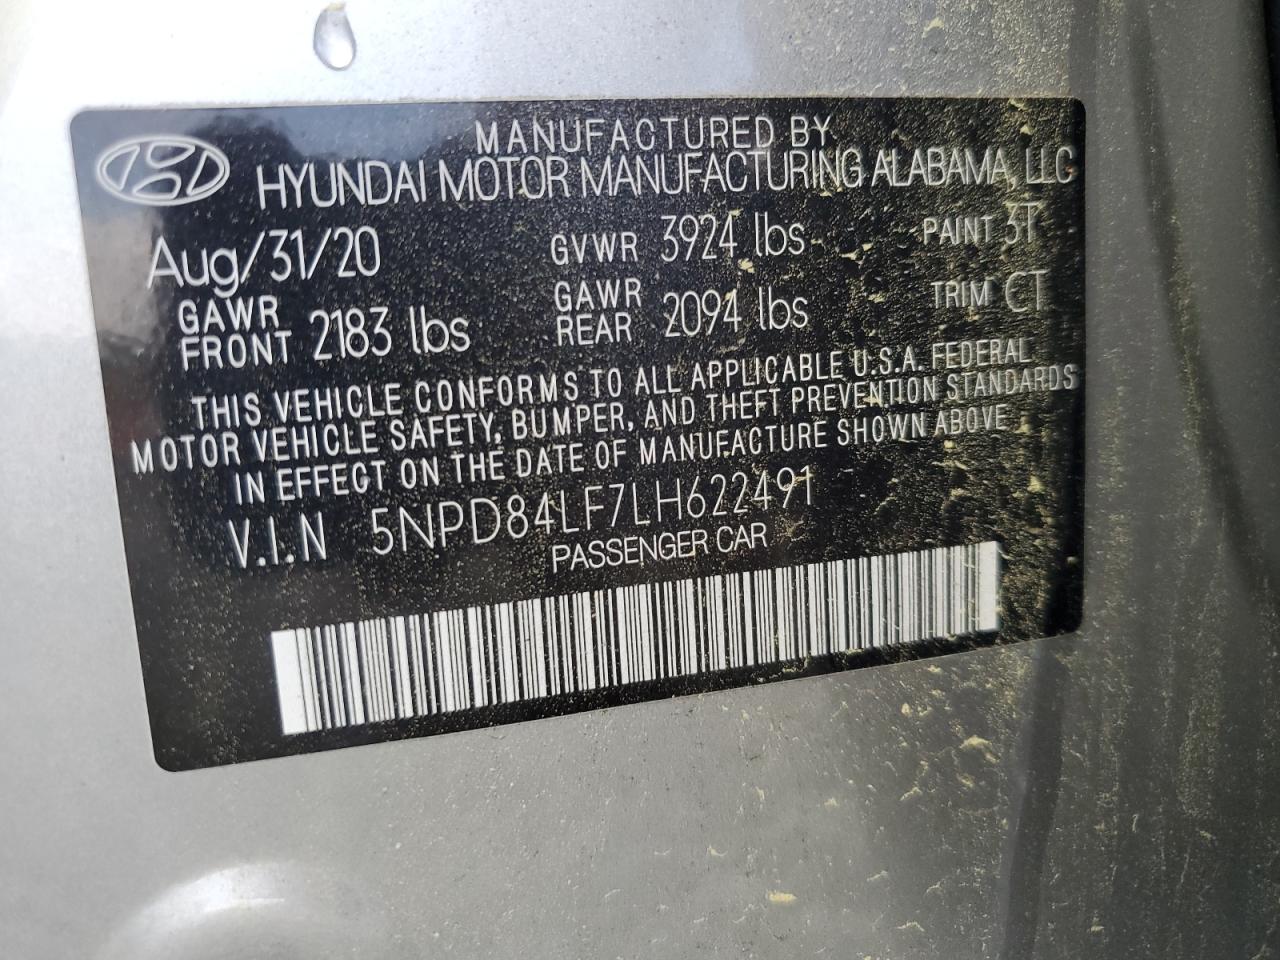 MANUFACTURED BY
HYUNDAI MOTOR MANUFACTURING ALABAMA, LLC
Aug/31/20 GVWR 3924 lbs PAINT 3T
GAWR FRONT 2183 lbs GAWR REAR 2094 lbs TRIM CT
THIS VEHICLE CONFORMS TO ALL APPLICABLE U.S.A. FEDERAL
MOTOR VEHICLE SAFETY, BUMPER, AND THEFT PREVENTION STANDARDS
IN EFFECT ON THE DATE OF MANUFACTURE SHOWN ABOVE
V.I.N 5NPD84LF7LH622491
PASSENGER CAR